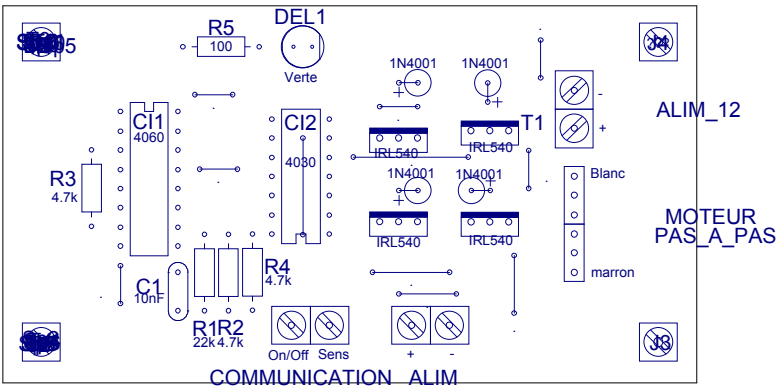 DEL1
R5
100
Verte
1N4001
1N4001
J4
ALIM_12
-
+
T1
CI1
4060
CI2
4030
IRL540
IRL540
1N4001
1N4001
R3
4.7k
Blanc
MOTEUR
PAS_A_PAS
IRL540
IRL540
marron
C1
10nF
R4
4.7k
R1
22k
R2
4.7k
On/Off
Sens
+
-
J3
COMMUNICATION
ALIM